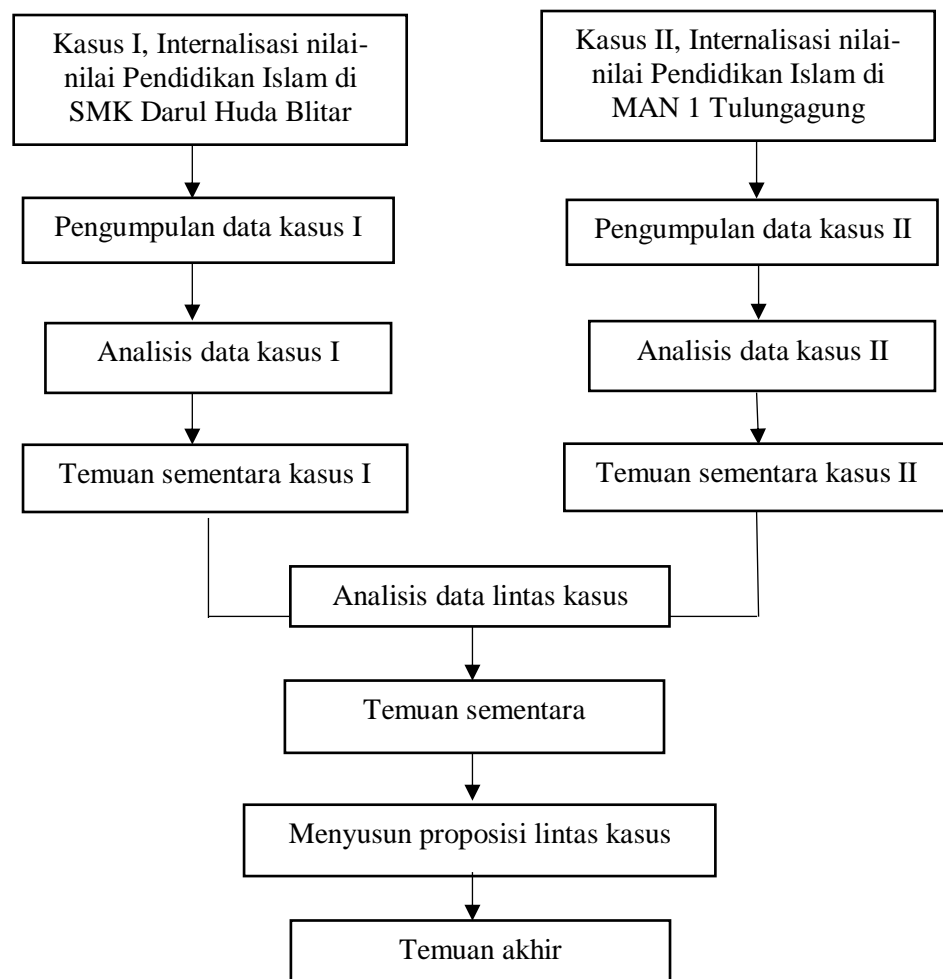 Kasus I, Internalisasi nilai-
nilai Pendidikan Islam di
SMK Darul Huda Blitar
Kasus II, Internalisasi nilai-
nilai Pendidikan Islam di
MAN 1 Tulungagung
Pengumpulan data kasus I
Pengumpulan data kasus II
Analisis data kasus I
Analisis data kasus II
Temuan sementara kasus I
Temuan sementara kasus II
Analisis data lintas kasus
Temuan sementara
Menyusun proposisi lintas kasus
Temuan akhir